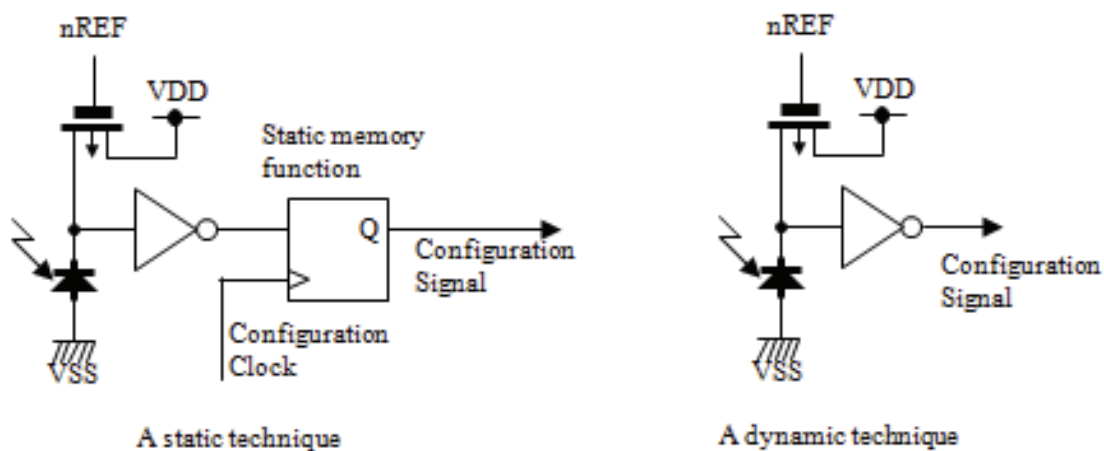 nREF
VDD
Static memory
function
Q
Configuration
Signal
Configuration
Clock
VSS
A static technique
nREF
VDD
Configuration
Signal
VSS
A dynamic technique